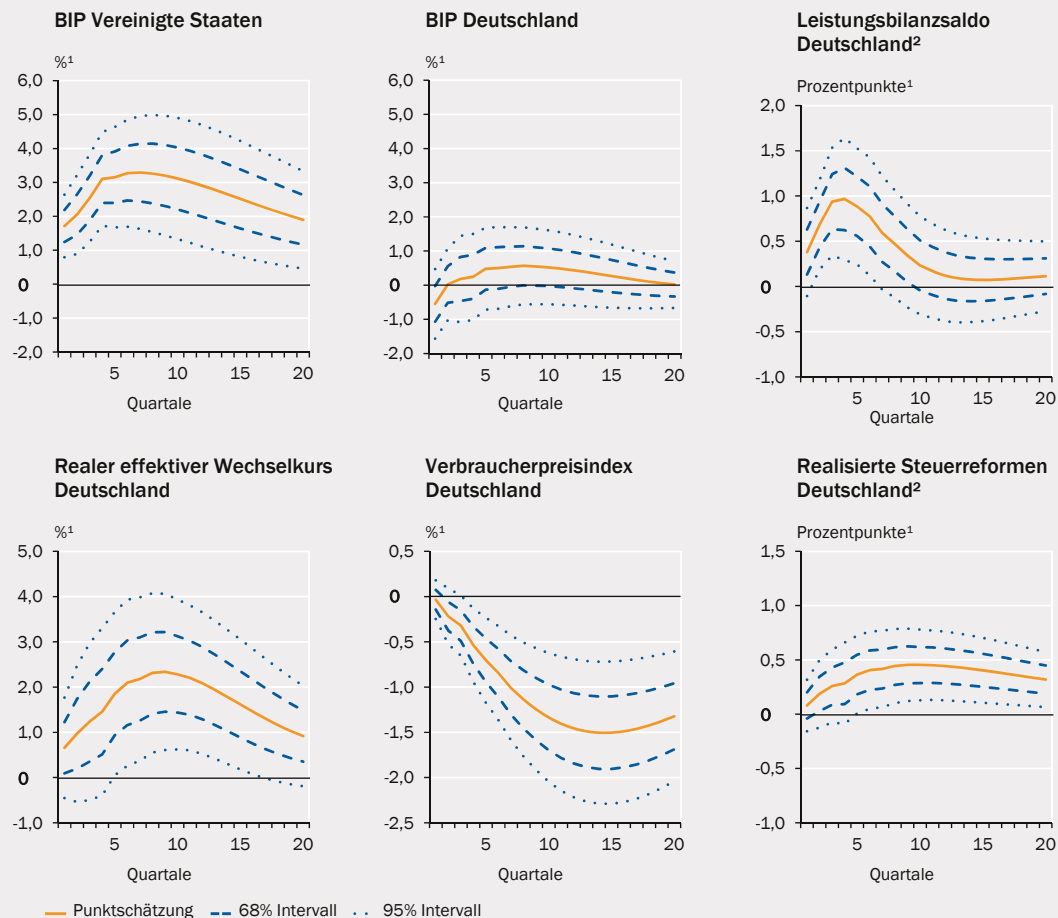 BIP Vereinigte Staaten
%¹
6,0
5,0
4,0
3,0
2,0
1,0
0
-1,0
-2,0
5 10 15 20
Quartale
BIP Deutschland
%¹
6,0
5,0
4,0
3,0
2,0
1,0
0
-1,0
-2,0
5 10 15 20
Quartale
Leistungsbilanzsaldo
Deutschland²
Prozentpunkte¹
2,0
1,5
1,0
0,5
0
-0,5
-1,0
5 10 15 20
Quartale
Realer effektiver Wechselkurs
Deutschland
%¹
5,0
4,0
3,0
2,0
1,0
0
-1,0
5 10 15 20
Quartale
Verbraucherpreisindex
Deutschland
%¹
0,5
0
-0,5
-1,0
-1,5
-2,0
-2,5
5 10 15 20
Quartale
Realisierte Steuerreformen
Deutschland²
Prozentpunkte¹
1,5
1,0
0,5
0
-0,5
-1,0
5 10 15 20
Quartale
Punktschätzung 68% Intervall 95% Intervall